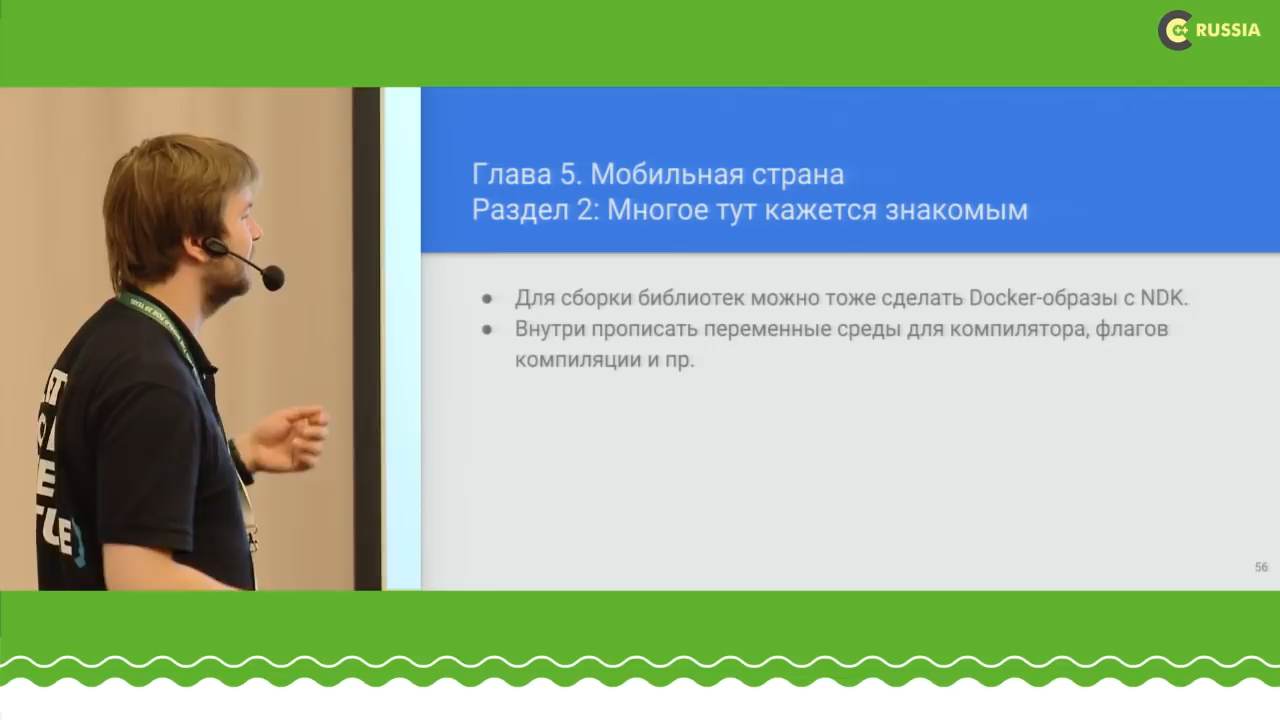 C++ RUSSIA
Глава 5. Мобильная страна
Раздел 2: Многое тут кажется знакомым
● Для сборки библиотек можно тоже сделать Docker-образы с NDK.
● Внутри прописать переменные среды для компилятора, флагов
компиляции и пр.
56